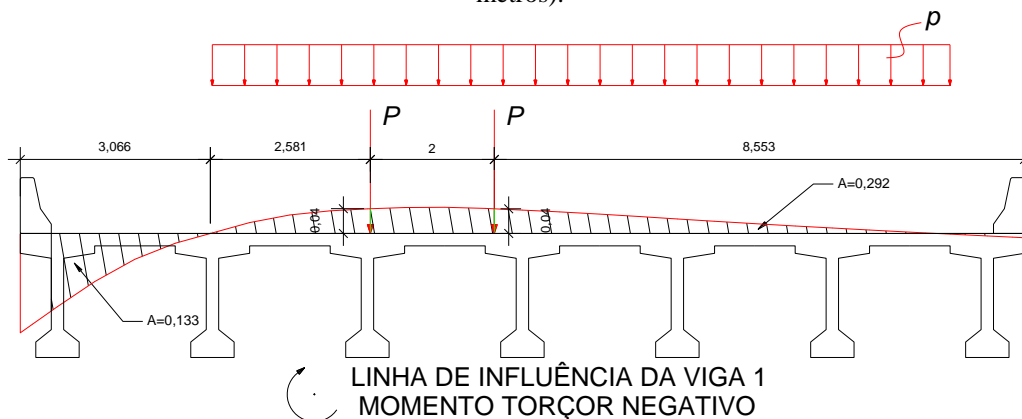 metros).
p
P P
3,066 2,581 2 8,553
A=0,292
0,04 0,04
A=0,133
LINHA DE INFLUÊNCIA DA VIGA 1
MOMENTO TORÇOR NEGATIVO